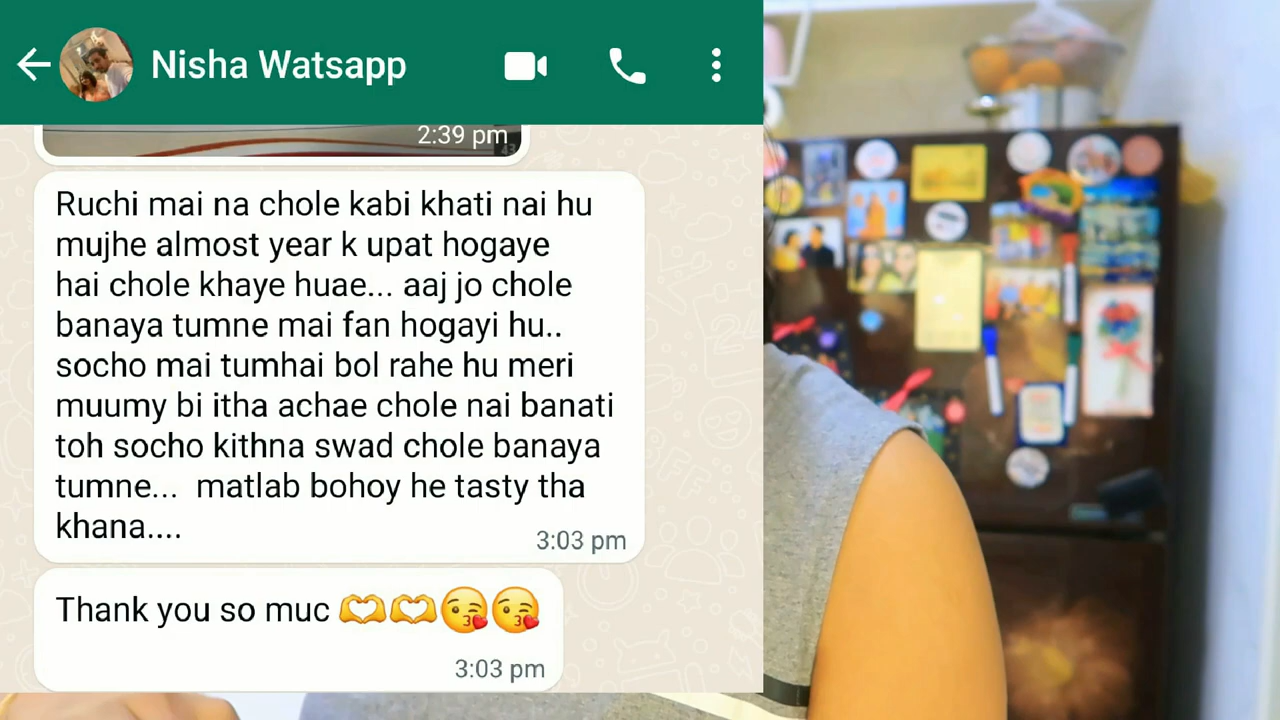 Nisha Watsapp
2:39 pm
Ruchi mai na chole kabi khati nai hu
mujhe almost year k upat hogaye
hai chole khaye huae... aaj jo chole
banaya tumne mai fan hogayi hu..
socho mai tumhai bol rahe hu meri
muumy bi itha achae chole nai banati
toh socho kithna swad chole banaya
tumne...  matlab bohoy he tasty tha
khana....
3:03 pm
Thank you so muc 🫶🫶😘😘
3:03 pm